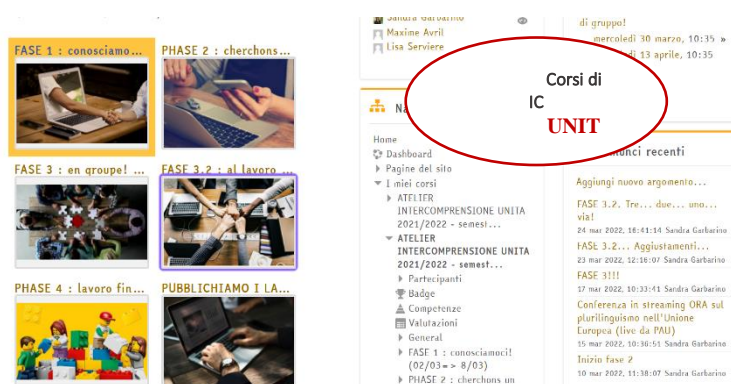 FASE 1 : conosciamo...
PHASE 2 : cherchons...
FASE 3 : en groupe! ...
FASE 3.2 : al lavoro ...
PHASE 4 : lavoro fin...
PUBBLICHIAMO I LA...
Sandra Garbarino
Maxime Avril
Lisa Serviere
Na
Home
Dashboard
Pagine del sito
I miei corsi
ATELIER
INTERCOMPRENSIONE UNITA
2021/2022 - semest...
ATELIER
INTERCOMPRENSIONE UNITA
2021/2022 - semest...
Partecipanti
Badge
Competenze
Valutazioni
General
FASE 1 : conosciamoci!
(02/03= > 8/03)
PHASE 2 : cherchons un
Corsi di
IC
UNIT
di gruppo!
mercoledì 30 marzo, 10:35 »
13 aprile, 10:35
recenti
Aggiungi nuovo argomento...
FASE 3.2. Tre... due... uno...
via!
24 mar 2022, 16:41:14 Sandra Garbarino
FASE 3.2... Aggiustamenti...
23 mar 2022, 12:16:07 Sandra Garbarino
FASE 3!!!
17 mar 2022, 10:33:41 Sandra Garbarino
Conferenza in streaming ORA sul
plurilinguismo nell'Unione
Europea (live da PAU)
15 mar 2022, 10:30:51 Sandra Garbarino
Inizio fase 2
10 mar 2022, 11:38:07 Sandra Garbarino